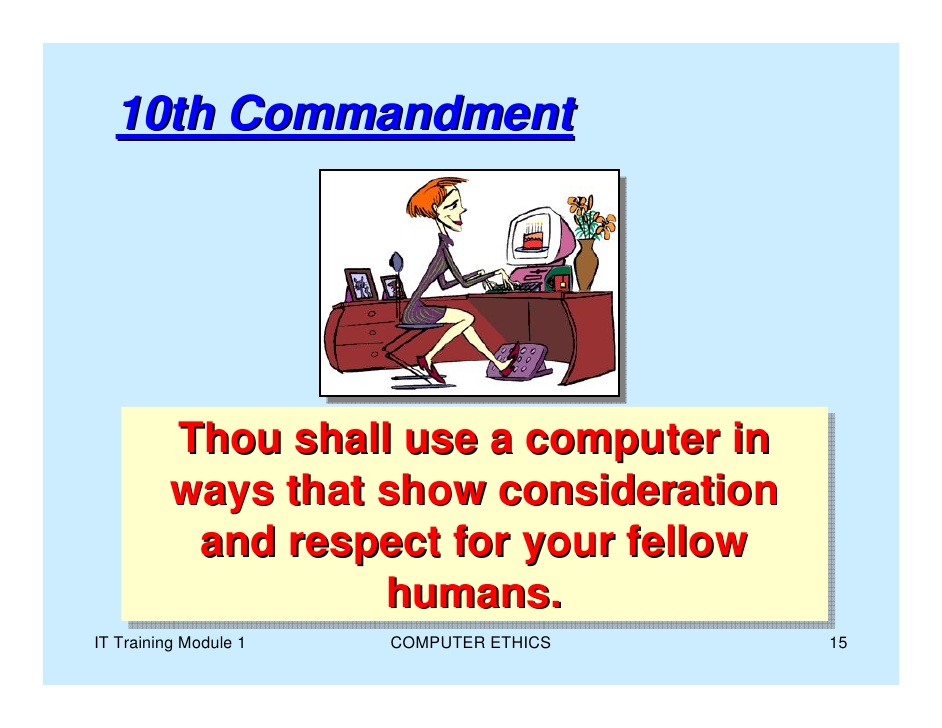 10th Commandment
Thou shall use a computer in
ways that show consideration
and respect for your fellow
humans.
IT Training Module 1 COMPUTER ETHICS 15